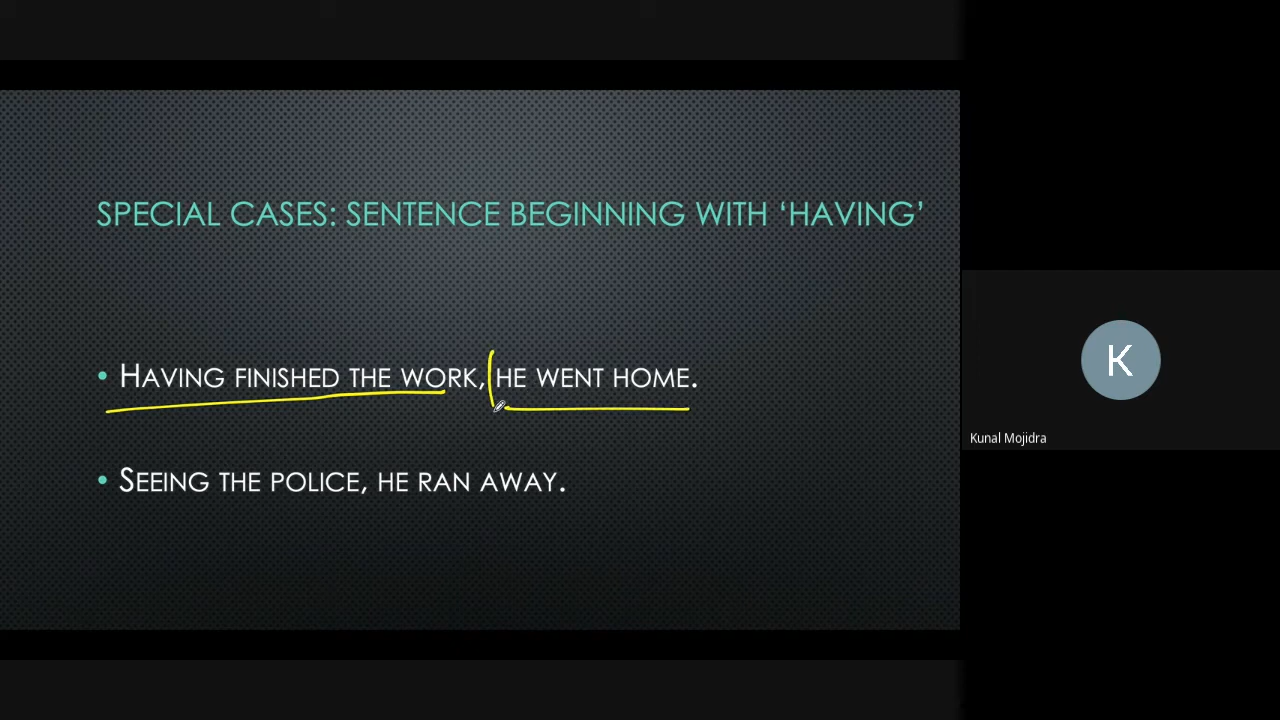 SPECIAL CASES: SENTENCE BEGINNING WITH ‘HAVING’
• HAVING FINISHED THE WORK, HE WENT HOME.
K
Kunal Mojidra
• SEEING THE POLICE, HE RAN AWAY.